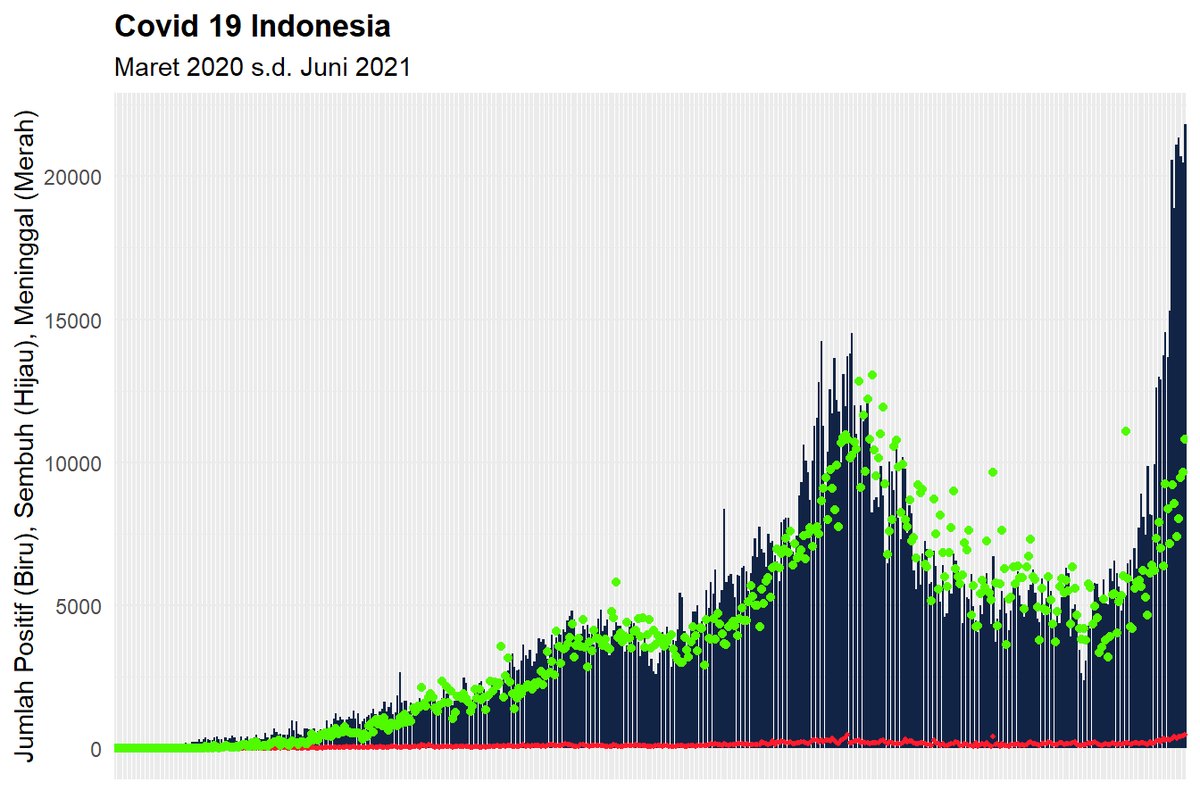 Covid 19 Indonesia
Maret 2020 s.d. Juni 2021
Jumlah Positif (Biru), Sembuh (Hijau), Meninggal (Merah)
20000
15000
10000
5000
0